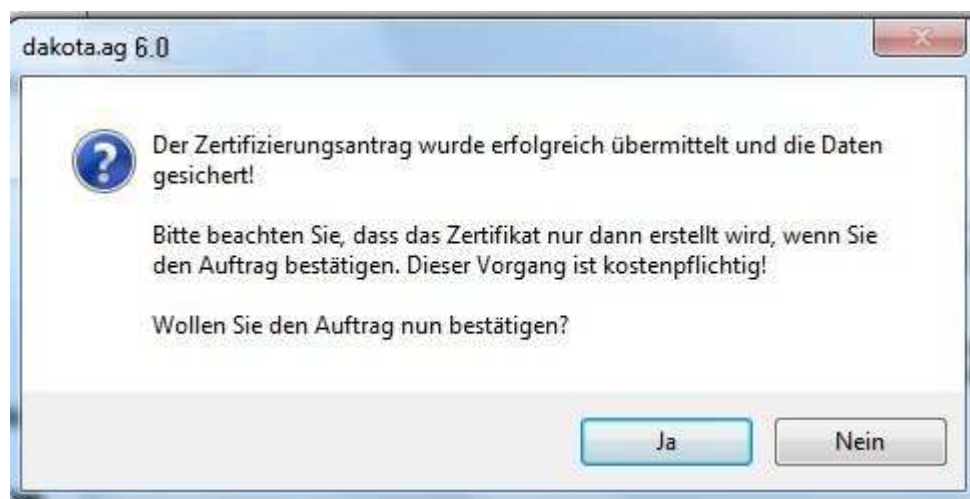 dakota.ag 6.0
Der Zertifizierungsantrag wurde erfolgreich übermittelt und die Daten
gesichert!
Bitte beachten Sie, dass das Zertifikat nur dann erstellt wird, wenn Sie
den Auftrag bestätigen. Dieser Vorgang ist kostenpflichtig!
Wollen Sie den Auftrag nun bestätigen?
Ja Nein